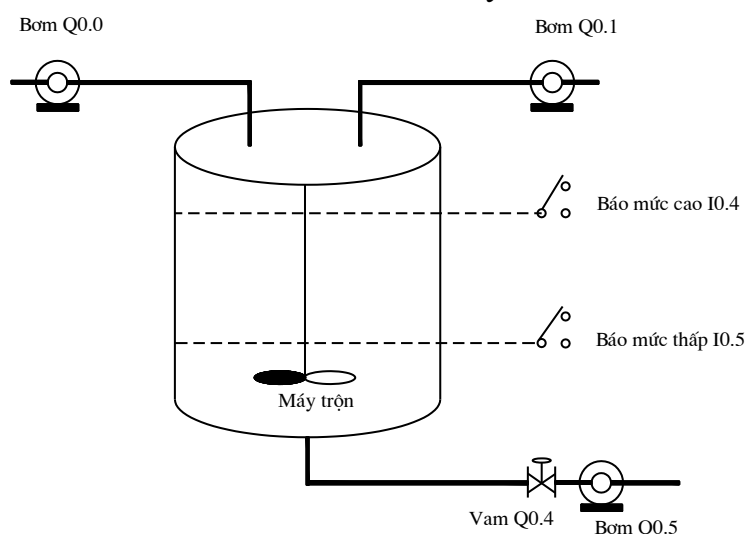 Bơm Q0.0
Bơm Q0.1
Báo mức cao I0.4
Báo mức thấp I0.5
Máy trộn
Vam Q0.4
Bơm Q0.5